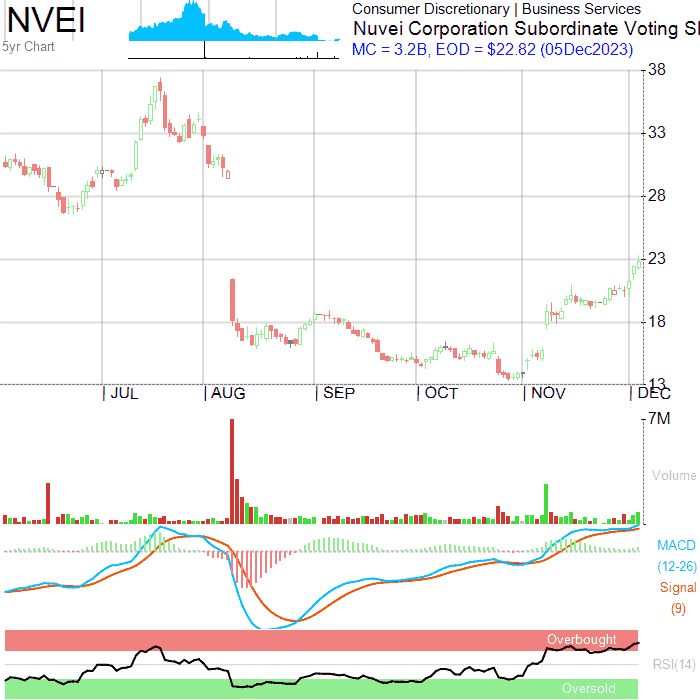 NVEI
5yr Chart
Consumer Discretionary | Business Services
Nuvei Corporation Subordinate Voting SI
MC = 3.2B, EOD = $22.82 (05Dec2023)
38
33
28
23
18
13
JUL AUG SEP OCT NOV DEC
7M
Volume
MACD
(12-26)
Signal
(9)
Overbought
RSI(14)
Oversold